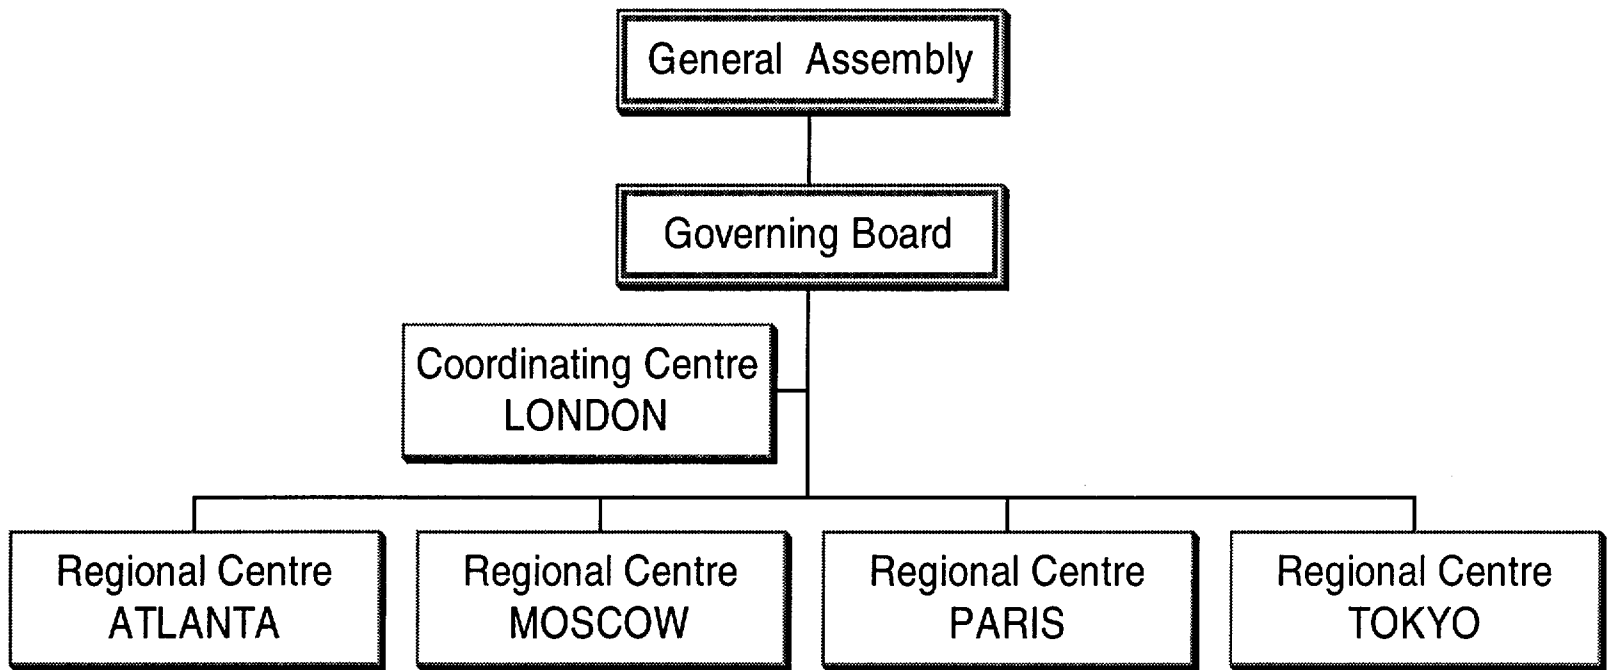 General Assembly
Governing Board
Coordinating Centre
LONDON
Regional Centre
ATLANTA
Regional Centre
MOSCOW
Regional Centre
PARIS
Regional Centre
TOKYO